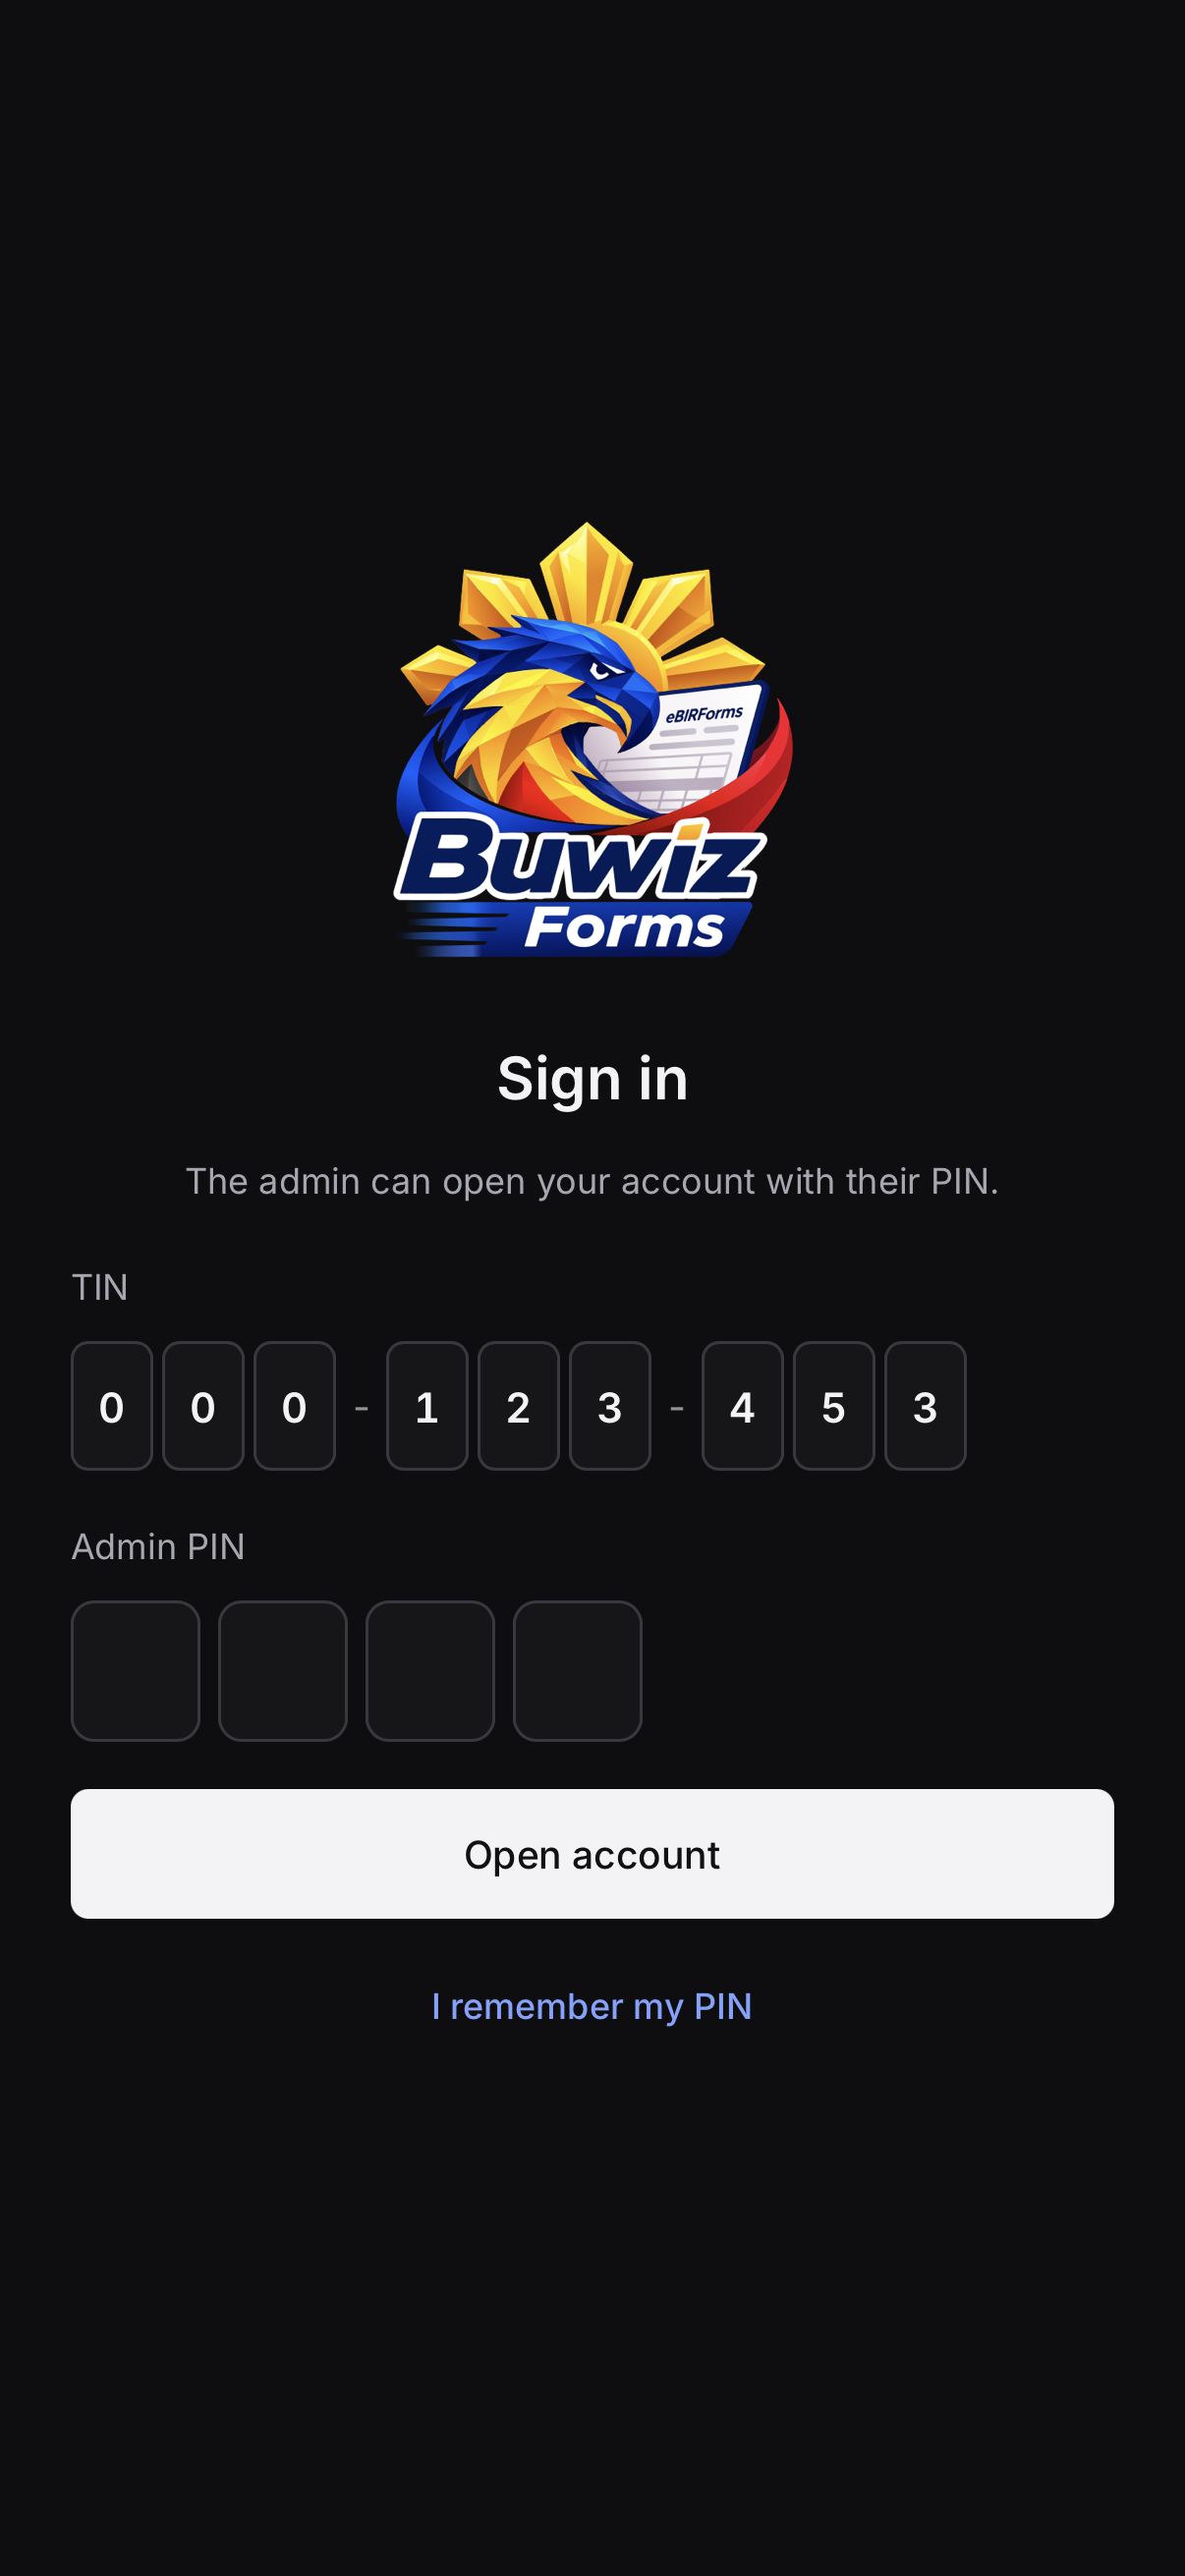 eBIRForms
Buwiz
Forms
Sign in
The admin can open your account with their PIN.
TIN
0 0 0 - 1 2 3 - 4 5 3
Admin PIN
Open account
I remember my PIN